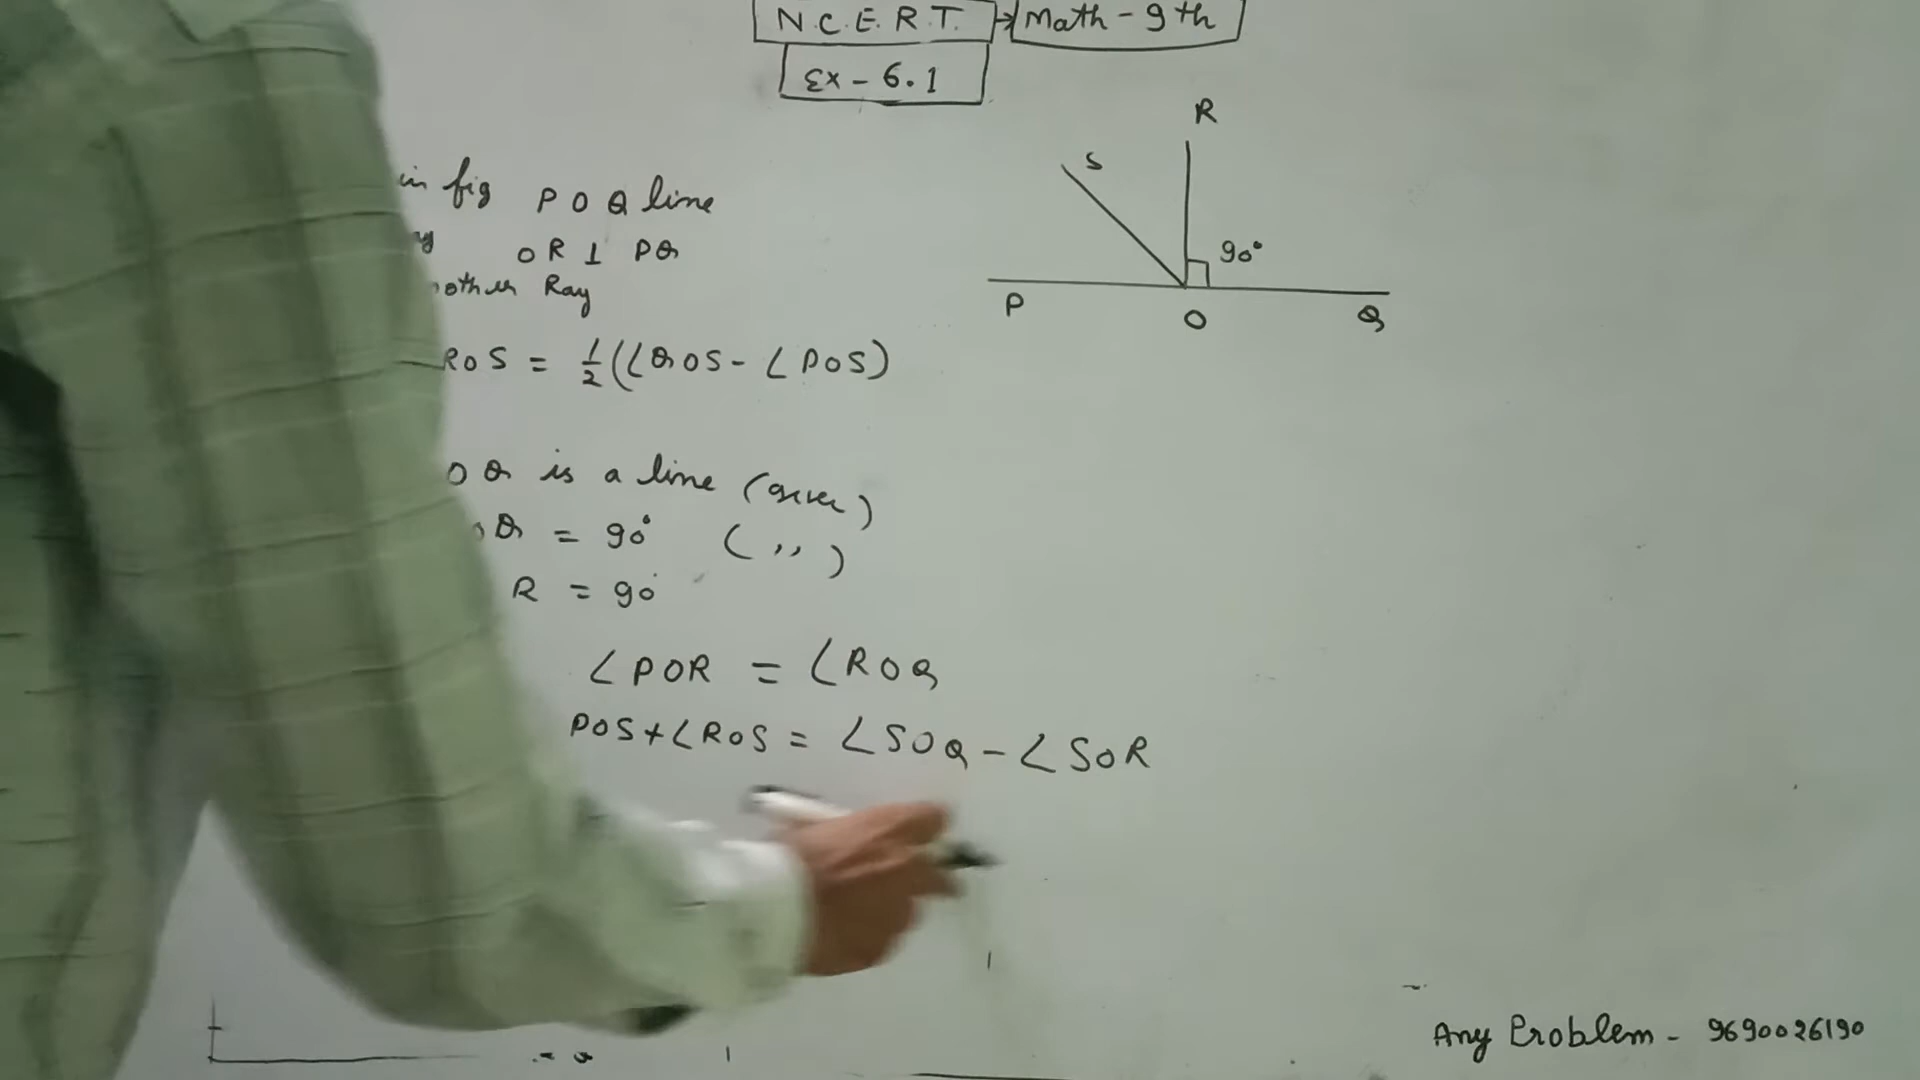 N.C.E.R.T. → Math - 9th
Ex - 6.1
in fig P O Q line
OR ⊥ PQ
Ray
ROS = 1/2 (∠QOS - ∠POS)
O Q is a line (given)
Q = 90° ( ,, )
R = 90°
∠POR = ∠ROQ
POS + ∠ROS = ∠SOQ - ∠SOR
R
S
90°
P
O
Q
Any Problem - 9690026190